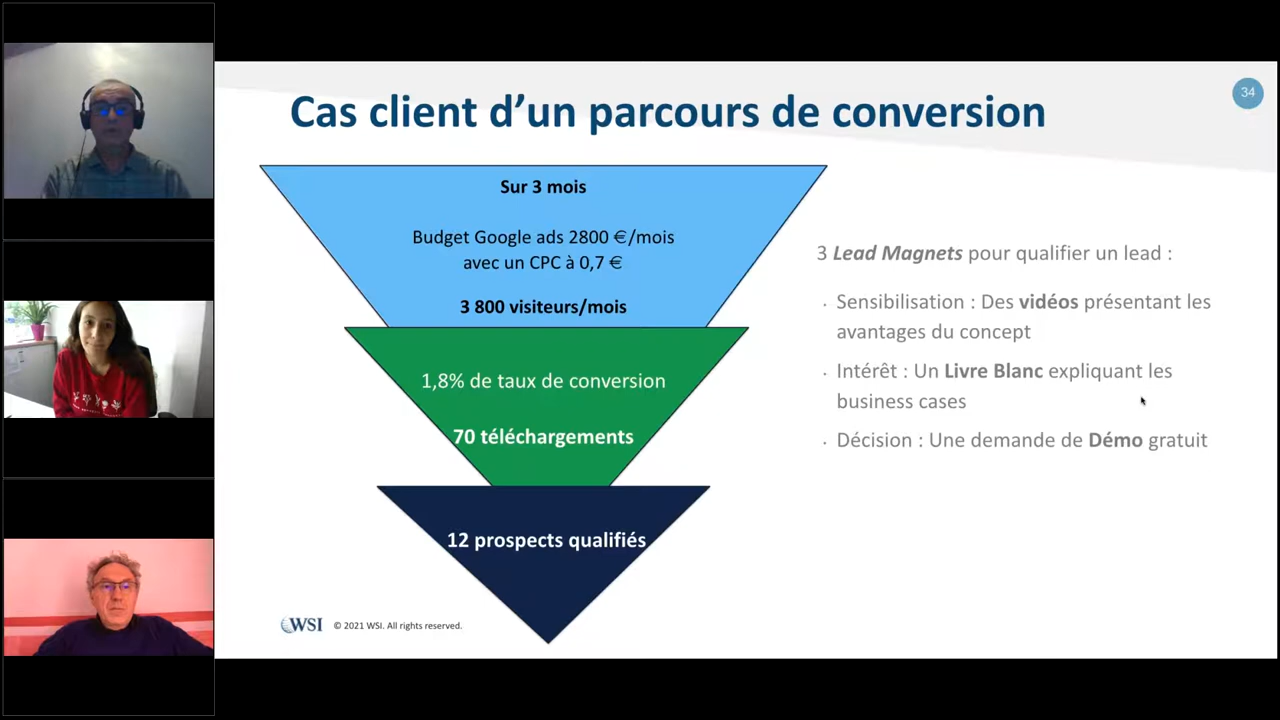 34
Cas client d’un parcours de conversion
Sur 3 mois
Budget Google ads 2800 €/mois
avec un CPC à 0,7 €
3 800 visiteurs/mois
1,8% de taux de conversion
70 téléchargements
12 prospects qualifiés
3 Lead Magnets pour qualifier un lead :
· Sensibilisation : Des vidéos présentant les
avantages du concept
· Intérêt : Un Livre Blanc expliquant les
business cases
· Décision : Une demande de Démo gratuit
WSI © 2021 WSI. All rights reserved.